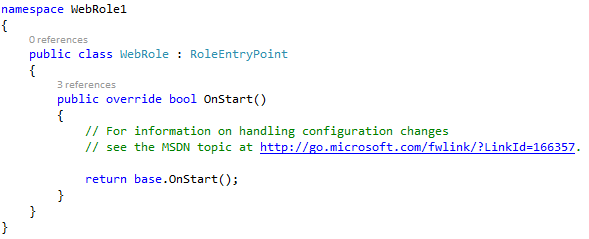 namespace WebRole1
{
0 references
public class WebRole : RoleEntryPoint
{
3 references
public override bool OnStart()
{
// For information on handling configuration changes
// see the MSDN topic at http://go.microsoft.com/fwlink/?LinkId=166357.
return base.OnStart();
}
}
}